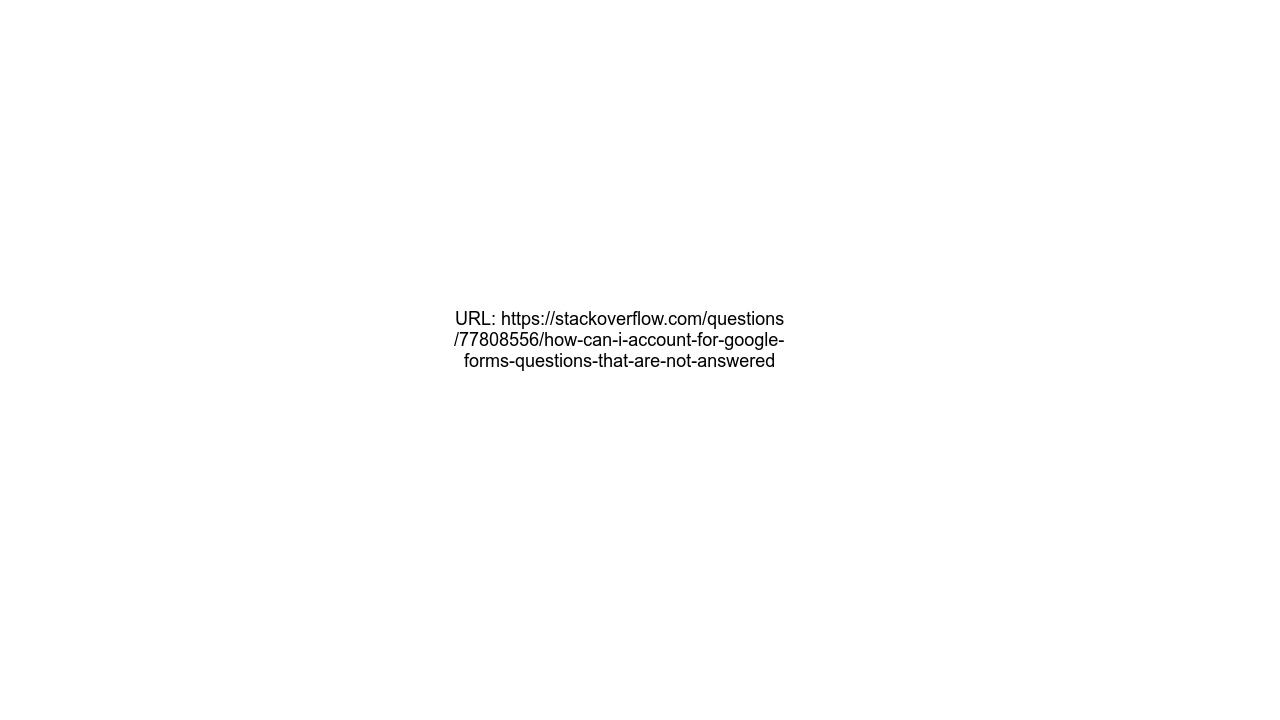 URL: https://stackoverflow.com/questions
/77808556/how-can-i-account-for-google-
forms-questions-that-are-not-answered